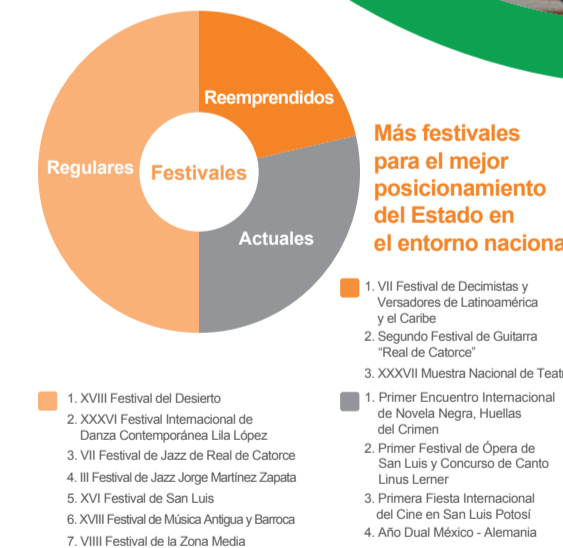 Reemprendidos
Regulares
Festivales
Actuales
Más festivales
para el mejor
posicionamiento
del Estado en
el entorno naciona
1. VII Festival de Decimistas y
Versadores de Latinoamérica
y el Caribe
2. Segundo Festival de Guitarra
“Real de Catorce”
3. XXXVII Muestra Nacional de Teat
1. XVIII Festival del Desierto
2. XXXVI Festival Internacional de
Danza Contemporánea Lila López
3. VII Festival de Jazz de Real de Catorce
4. III Festival de Jazz Jorge Martínez Zapata
5. XVI Festival de San Luis
6. XVIII Festival de Música Antigua y Barroca
7. VIIII Festival de la Zona Media
1. Primer Encuentro Internacional
de Novela Negra, Huellas
del Crimen
2. Primer Festival de Ópera de
San Luis y Concurso de Canto
Linus Lerner
3. Primera Fiesta Internacional
del Cine en San Luis Potosí
4. Año Dual México - Alemania